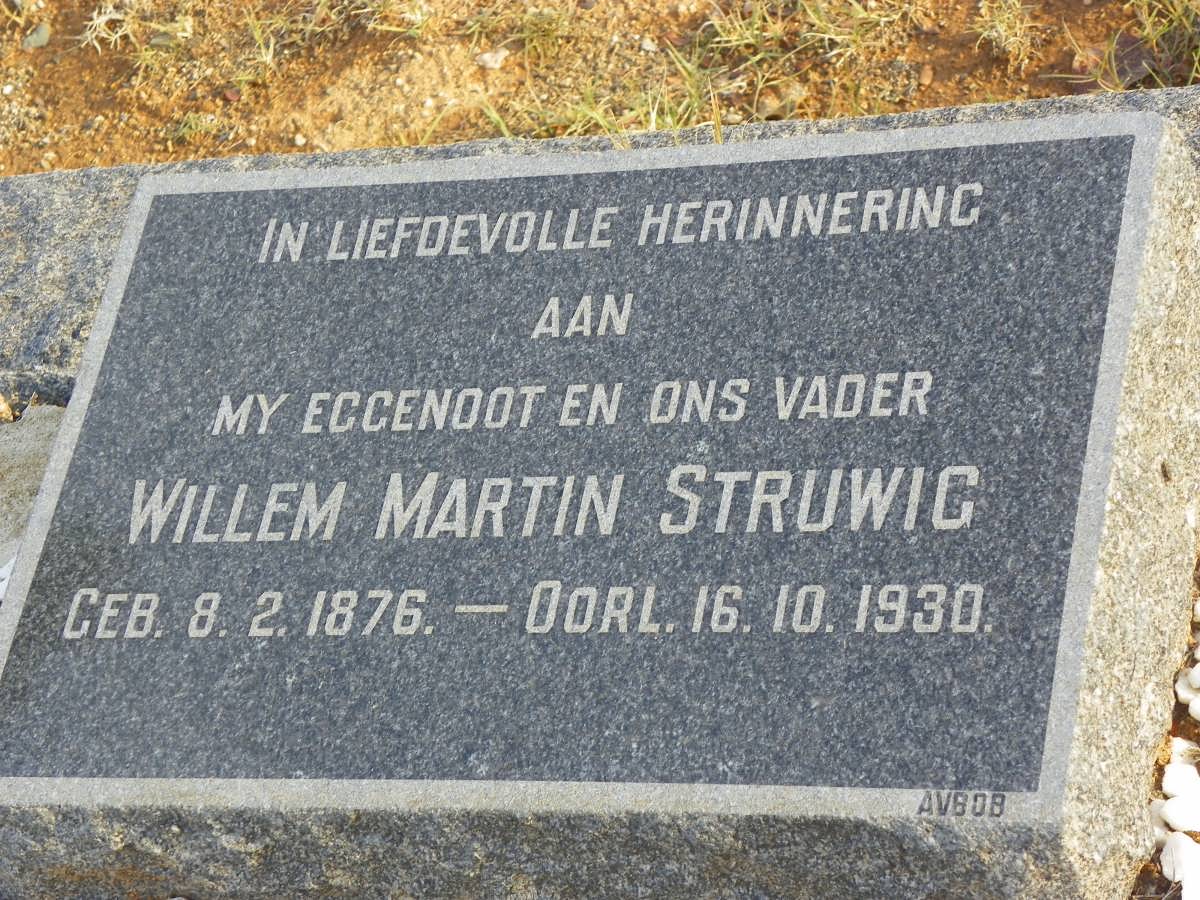 IN LIEFDEVOLLE HERINNERING
AAN
MY EGGENOOT EN ONS VADER
WILLEM MARTIN STRUWIG
GEB. 8. 2. 1876. — OORL. 16. 10. 1930.
AVBOB